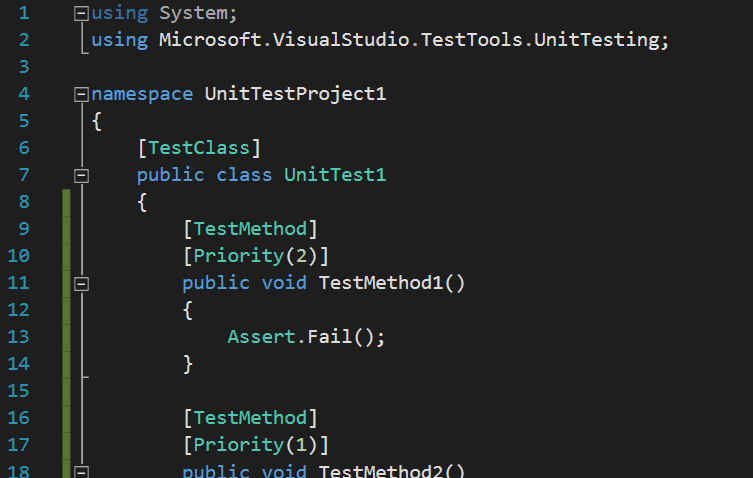 1 using System;
2 using Microsoft.VisualStudio.TestTools.UnitTesting;
3
4 namespace UnitTestProject1
5 {
6 [TestClass]
7 public class UnitTest1
8 {
9 [TestMethod]
10 [Priority(2)]
11 public void TestMethod1()
12 {
13 Assert.Fail();
14 }
15
16 [TestMethod]
17 [Priority(1)]
18 public void TestMethod2()